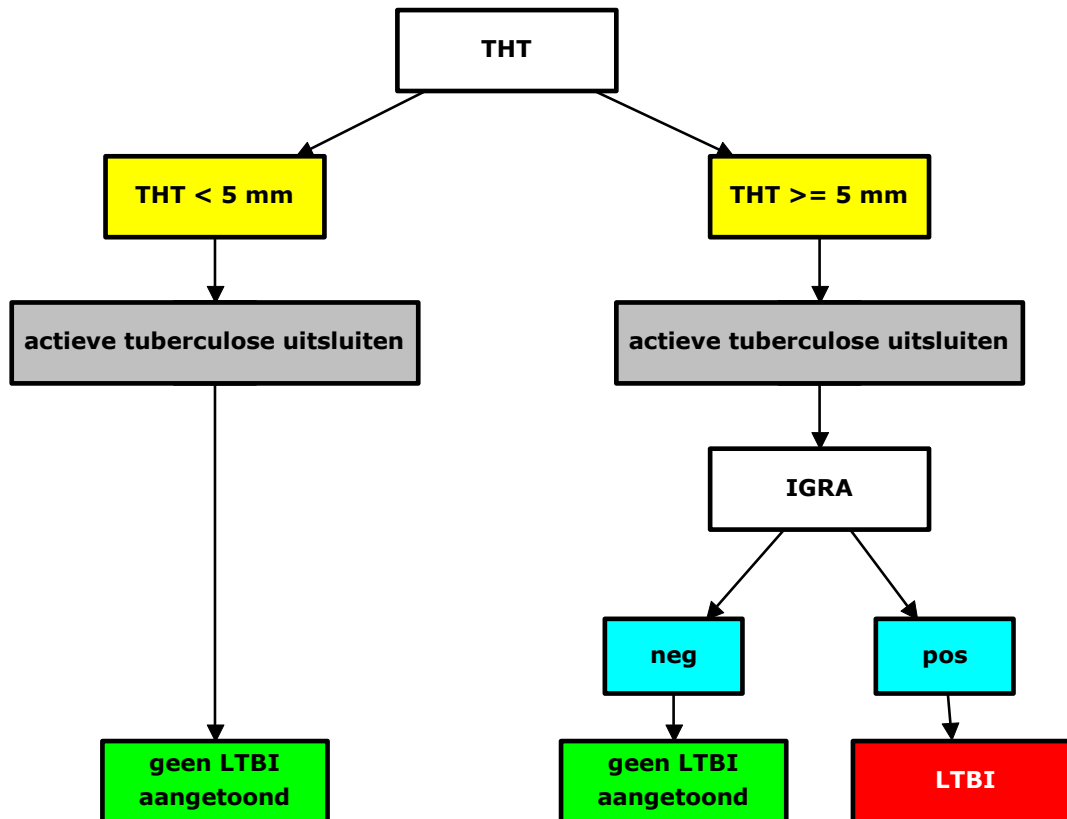 THT
THT < 5 mm
THT >= 5 mm
actieve tuberculose uitsluiten
actieve tuberculose uitsluiten
IGRA
neg
pos
geen LTBI
aangetoond
geen LTBI
aangetoond
LTBI